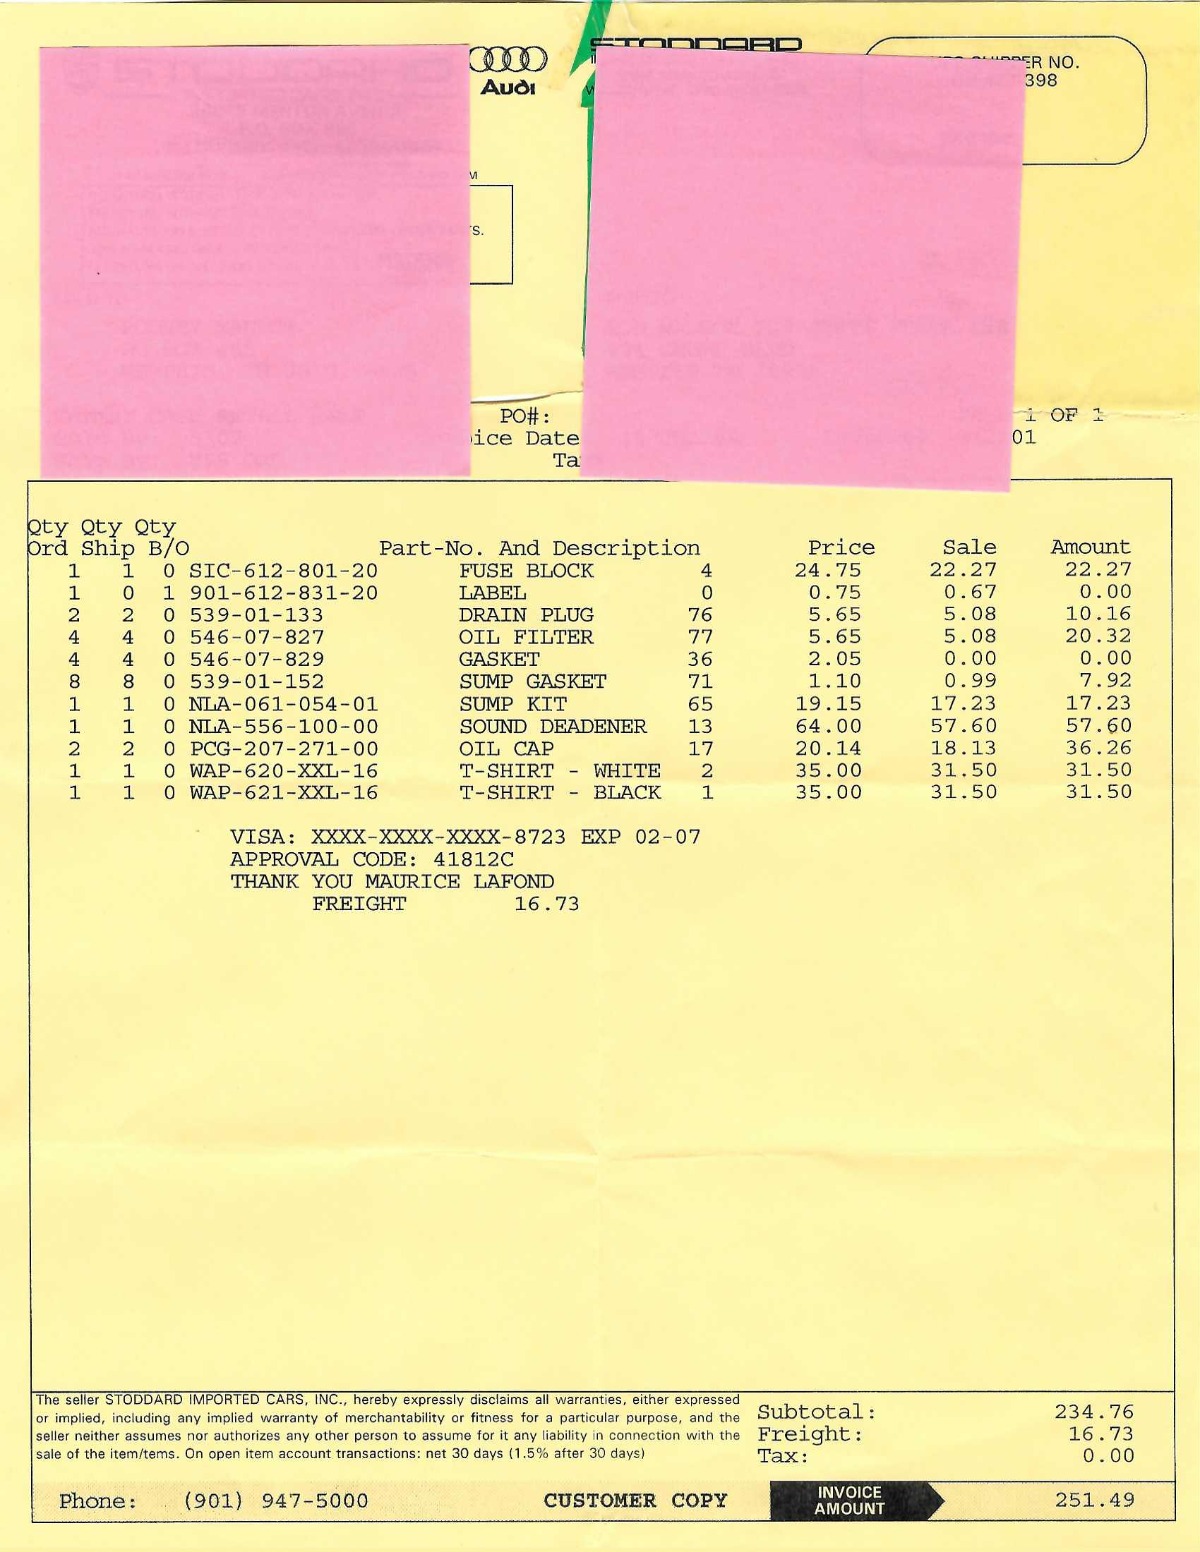 Audi
STODDARD
ER NO.
398
TS.
PO#: 1 OF 1
ice Date 01
Ta
Qty Qty Qty
Ord Ship B/O Part-No. And Description Price Sale Amount
1 1 0 SIC-612-801-20 FUSE BLOCK 4 24.75 22.27 22.27
1 0 1 901-612-831-20 LABEL 0 0.75 0.67 0.00
2 2 0 539-01-133 DRAIN PLUG 76 5.65 5.08 10.16
4 4 0 546-07-827 OIL FILTER 77 5.65 5.08 20.32
4 4 0 546-07-829 GASKET 36 2.05 0.00 0.00
8 8 0 539-01-152 SUMP GASKET 71 1.10 0.99 7.92
1 1 0 NLA-061-054-01 SUMP KIT 65 19.15 17.23 17.23
1 1 0 NLA-556-100-00 SOUND DEADENER 13 64.00 57.60 57.60
2 2 0 PCG-207-271-00 OIL CAP 17 20.14 18.13 36.26
1 1 0 WAP-620-XXL-16 T-SHIRT - WHITE 2 35.00 31.50 31.50
1 1 0 WAP-621-XXL-16 T-SHIRT - BLACK 1 35.00 31.50 31.50
VISA: XXXX-XXXX-XXXX-8723 EXP 02-07
APPROVAL CODE: 41812C
THANK YOU MAURICE LAFOND
FREIGHT 16.73
The seller STODDARD IMPORTED CARS, INC., hereby expressly disclaims all warranties, either expressed
or implied, including any implied warranty of merchantability or fitness for a particular purpose, and the
seller neither assumes nor authorizes any other person to assume for it any liability in connection with the
sale of the item/tems. On open item account transactions: net 30 days (1.5% after 30 days)
Subtotal: 234.76
Freight: 16.73
Tax: 0.00
Phone: (901) 947-5000 CUSTOMER COPY INVOICE AMOUNT 251.49